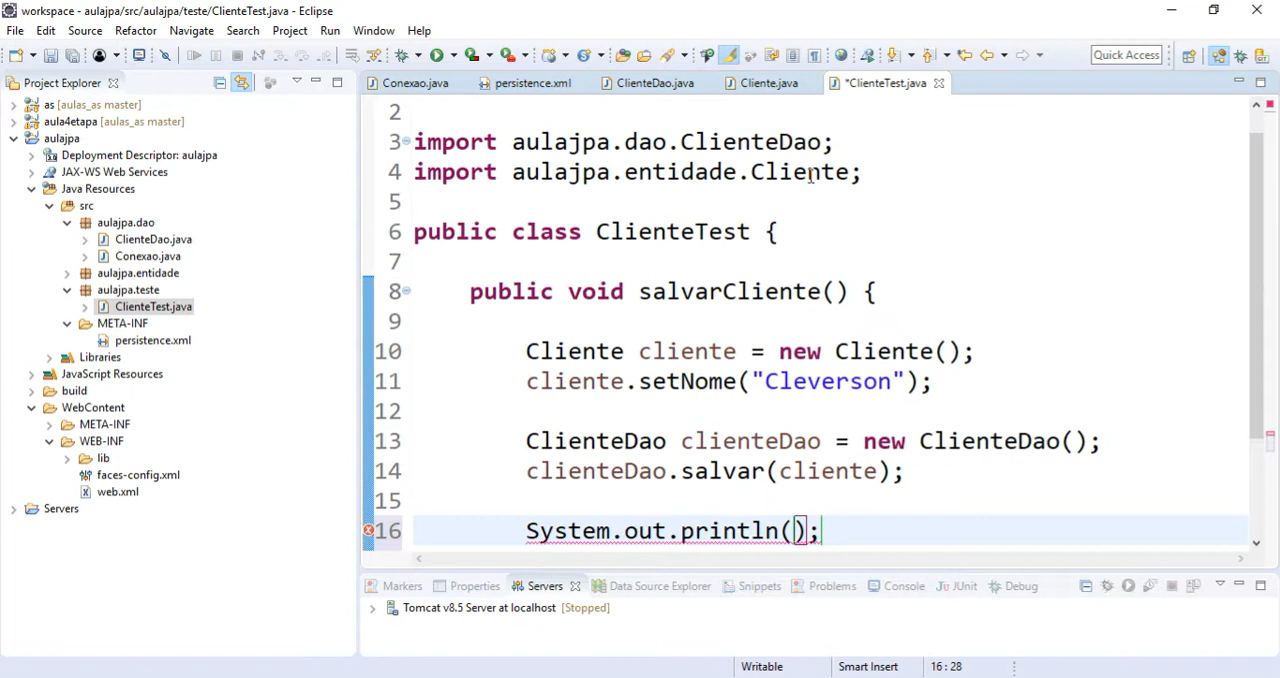 workspace - aulajpa/src/aulajpa/teste/ClienteTest.java - Eclipse
File Edit Source Refactor Navigate Search Project Run Window Help
Quick Access
Project Explorer
Conexao.java persistence.xml ClienteDao.java Cliente.java *ClienteTest.java
as [aulas_as master]
aula4etapa [aulas_as master]
aulajpa
Deployment Descriptor: aulajpa
JAX-WS Web Services
Java Resources
src
aulajpa.dao
ClienteDao.java
Conexao.java
aulajpa.entidade
aulajpa.teste
ClienteTest.java
META-INF
persistence.xml
Libraries
JavaScript Resources
build
WebContent
META-INF
WEB-INF
lib
faces-config.xml
web.xml
Servers
2
3 import aulajpa.dao.ClienteDao;
4 import aulajpa.entidade.Cliente;
5
6 public class ClienteTest {
7
8 public void salvarCliente() {
9
10 Cliente cliente = new Cliente();
11 cliente.setNome("Cleverson");
12
13 ClienteDao clienteDao = new ClienteDao();
14 clienteDao.salvar(cliente);
15
16 System.out.println();
Markers Properties Servers Data Source Explorer Snippets Problems Console JUnit Debug
Tomcat v8.5 Server at localhost [Stopped]
Writable Smart Insert 16 : 28